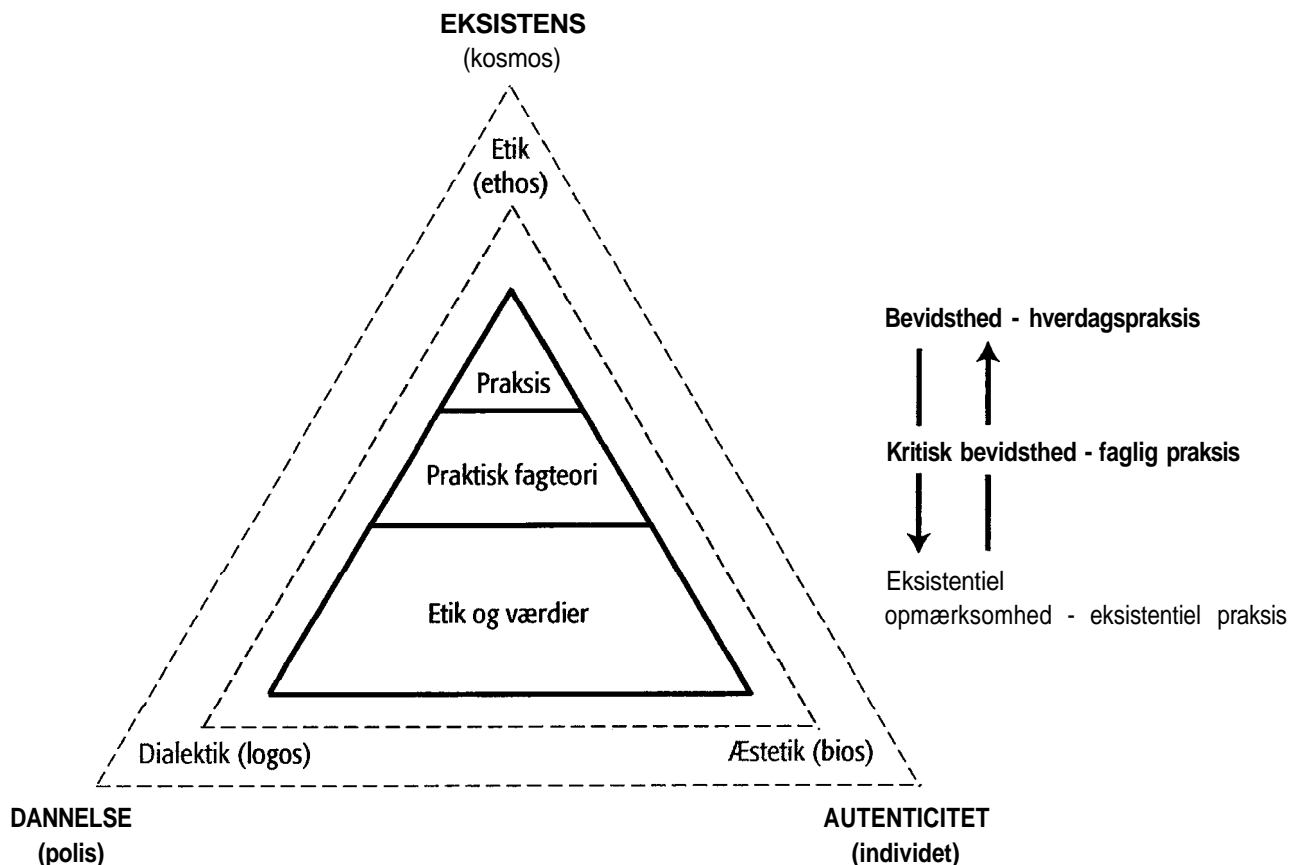 EKSISTENS
(kosmos)
Etik
(ethos)
Praksis
Praktisk fagteori
Etik og værdier
Dialektik (logos)
Æstetik (bios)
DANNELSE
(polis)
AUTENTICITET
(individet)
Bevidsthed - hverdagspraksis
Kritisk bevidsthed - faglig praksis
Eksistentiel
opmærksomhed - eksistentiel praksis